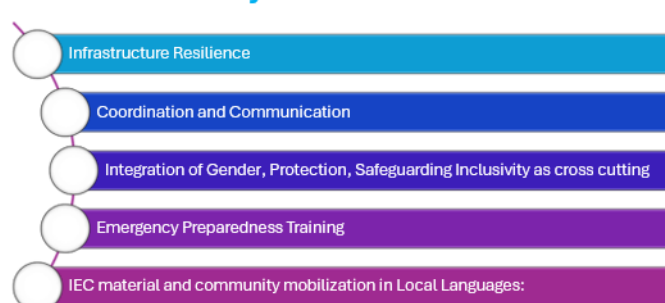 Infrastructure Resilience
Coordination and Communication
Integration of Gender, Protection, Safeguarding Inclusivity as cross cutting
Emergency Preparedness Training
IEC material and community mobilization in Local Languages: